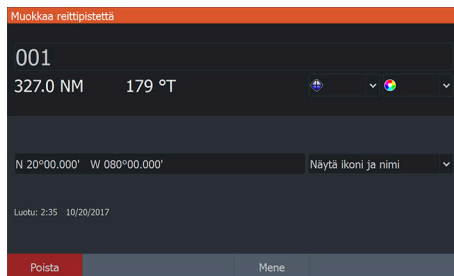 Muokkaa reittipistettä
001
327.0 NM 179 °T
N 20°00.000' W 080°00.000' Näytä ikoni ja nimi
Luotu: 2:35 10/20/2017
Poista Mene